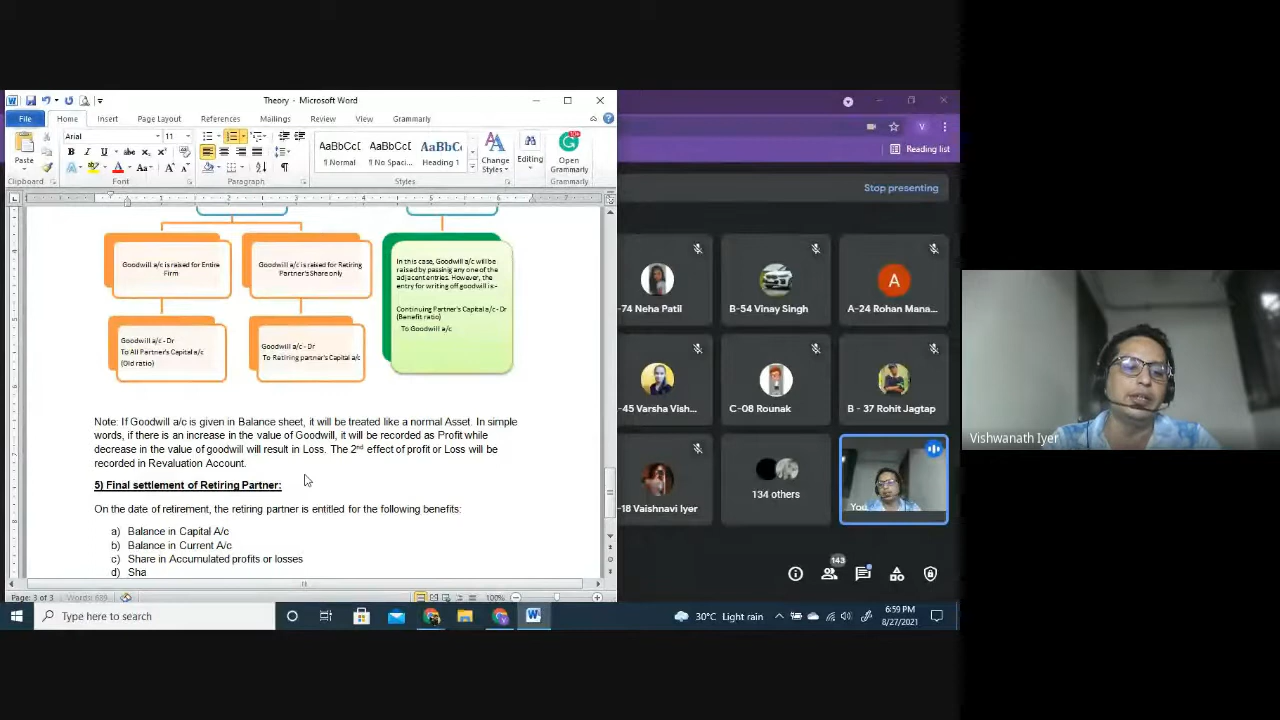 Theory - Microsoft Word
File Home Insert Page Layout References Mailings Review View Grammarly
Arial 11
Paste
Clipboard
B I U abc x₂ x²
Font
Paragraph
AaBbCcI AaBbCcI AaBbCc
¶ Normal ¶ No Spaci... Heading 1
Change Styles
Styles
Editing
Open Grammarly
Grammarly
Reading list
Stop presenting
Goodwill a/c is raised for Entire
Firm
Goodwill a/c is raised for Retiring
Partner's Share only
Goodwill a/c - Dr
To All Partner's Capital a/c
(Old ratio)
Goodwill a/c - Dr
To Retiring partner's Capital a/c
In this case, Goodwill a/c will be
raised by passing any one of the
adjacent entries. However, the
entry for writing off goodwill is-
Continuing Partner's Capital a/c - Dr
(Benefit ratio)
To Goodwill a/c
Note: If Goodwill a/c is given in Balance sheet, it will be treated like a normal Asset. In simple
words, if there is an increase in the value of Goodwill, it will be recorded as Profit while
decrease in the value of goodwill will result in Loss. The 2nd effect of profit or Loss will be
recorded in Revaluation Account.
5) Final settlement of Retiring Partner:
On the date of retirement, the retiring partner is entitled for the following benefits:
a) Balance in Capital A/c
b) Balance in Current A/c
c) Share in Accumulated profits or losses
d) Sha
Page: 3 of 3 Words: 689
100%
-74 Neha Patil
B-54 Vinay Singh
A
A-24 Rohan Mana...
-45 Varsha Vish...
C-08 Rounak
B - 37 Rohit Jagtap
-18 Vaishnavi Iyer
134 others
You
143
V
Vishwanath Iyer
Type here to search
30°C Light rain
6:59 PM
8/27/2021